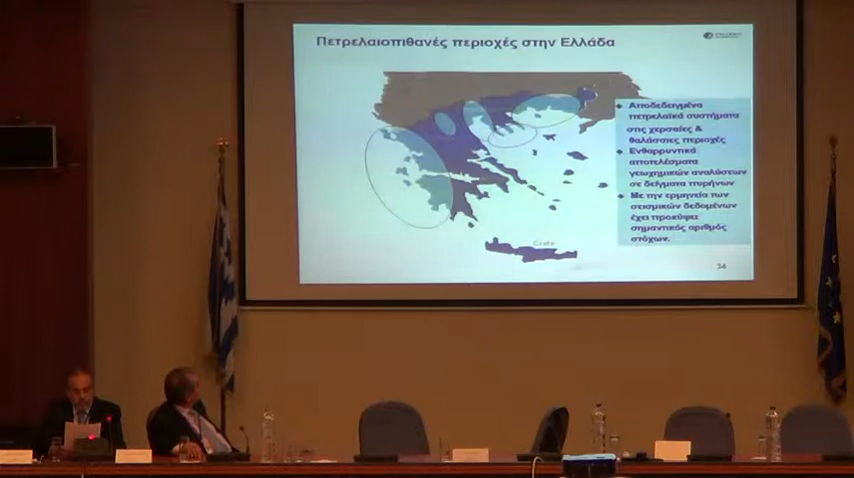 Πετρελαιοπιθανές περιοχές στην Ελλάδα
Αποδεδειγμένα
πετρελαϊκά συστήματα
στις χερσαίες &
θαλάσσιες περιοχές
Ενθαρρυντικά
αποτελέσματα
γεωχημικών αναλύσεων
σε δείγματα πυρήνων
Με την ερμηνεία των
σεισμικών δεδομένων
έχει προκύψει
σημαντικός αριθμός
στόχων.
Crete
34